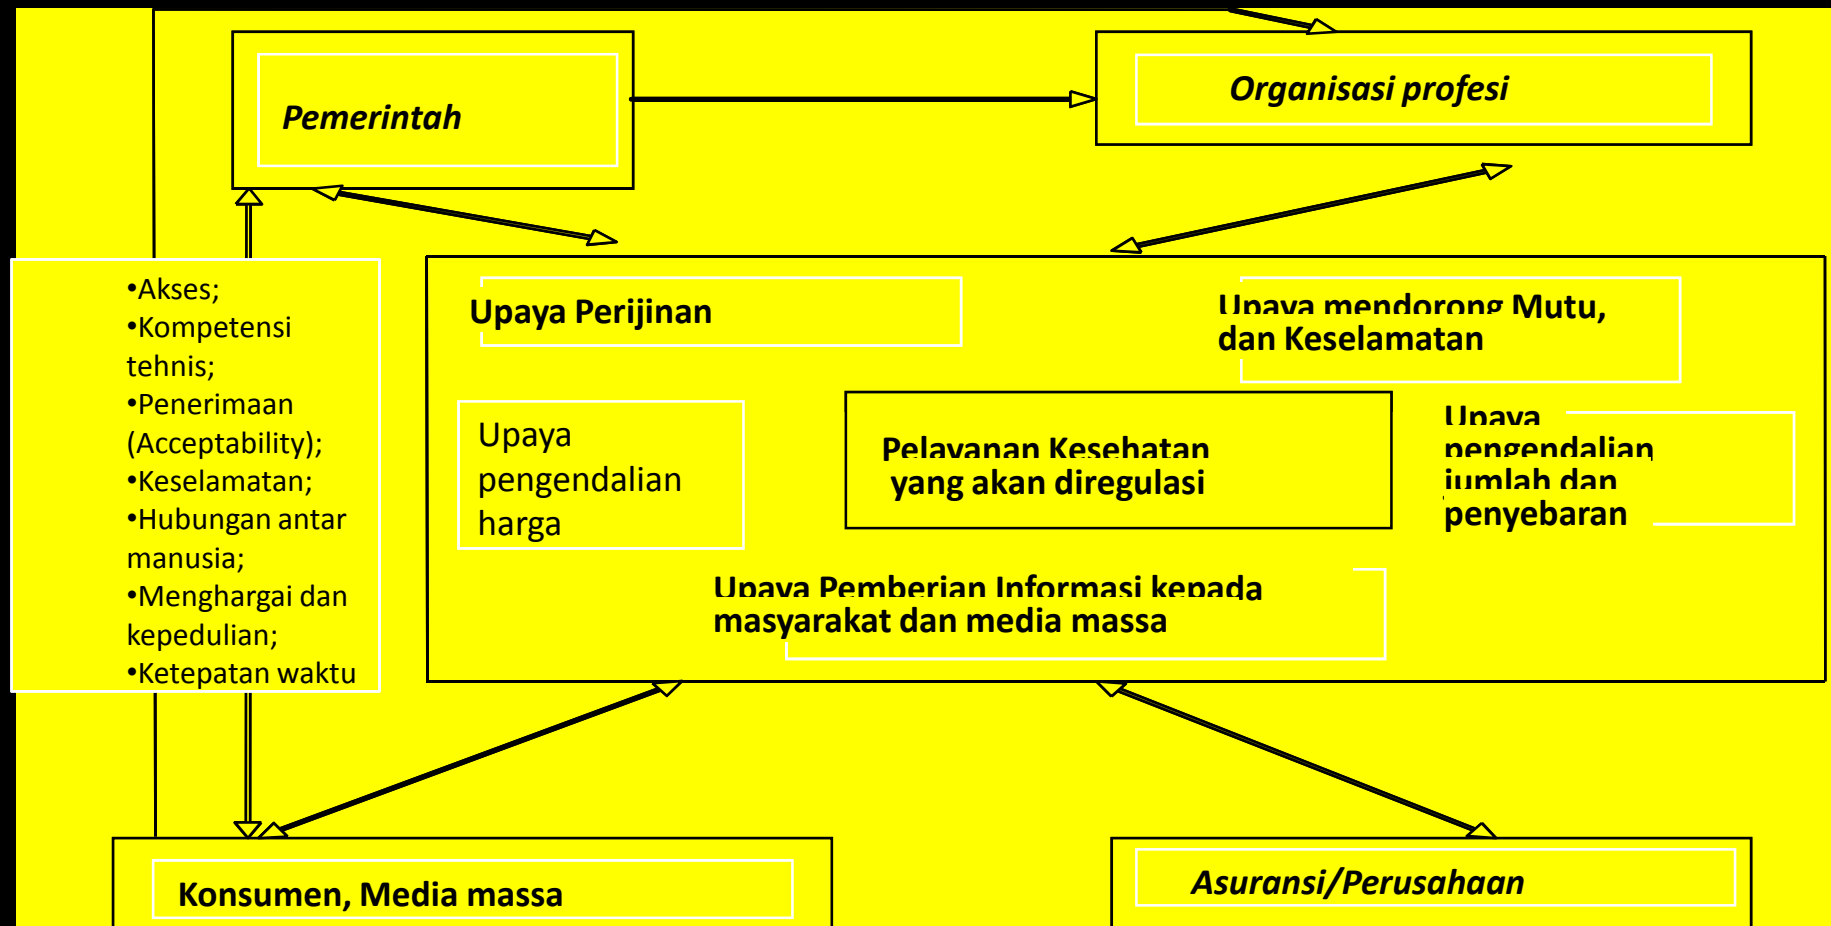 Pemerintah
Organisasi profesi
•Akses;
•Kompetensi
tehnis;
•Penerimaan
(Acceptability);
•Keselamatan;
•Hubungan antar
manusia;
•Menghargai dan
kepedulian;
•Ketepatan waktu
Upaya Perijinan
Upaya mendorong Mutu,
dan Keselamatan
Upaya
pengendalian
harga
Pelayanan Kesehatan
yang akan diregulasi
Upaya
pengendalian
jumlah dan
penyebaran
Upaya Pemberian Informasi kepada
masyarakat dan media massa
Konsumen, Media massa
Asuransi/Perusahaan